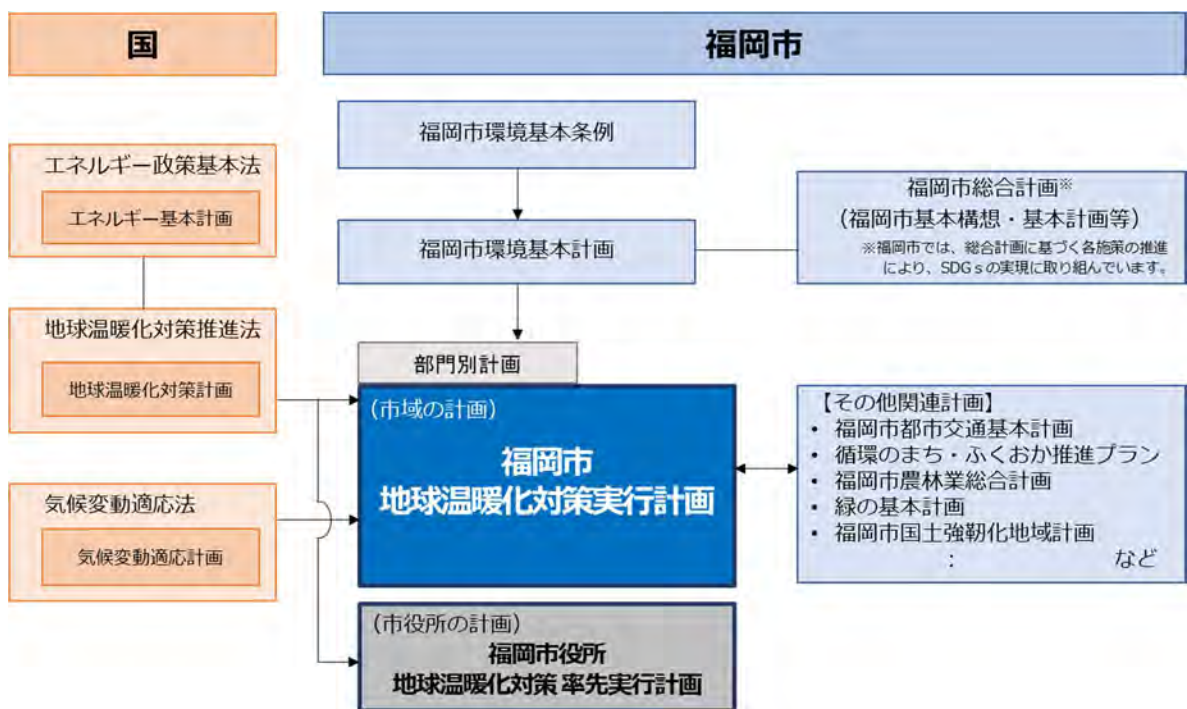 国
福岡市
エネルギー政策基本法
エネルギー基本計画
地球温暖化対策推進法
地球温暖化対策計画
気候変動適応法
気候変動適応計画
福岡市環境基本条例
福岡市環境基本計画
福岡市総合計画※
（福岡市基本構想・基本計画等）
※福岡市では、総合計画に基づく各施策の推進
により、SDGｓの実現に取り組んでいます。
部門別計画
（市域の計画）
福岡市
地球温暖化対策実行計画
（市役所の計画）
福岡市役所
地球温暖化対策 率先実行計画
【その他関連計画】
• 福岡市都市交通基本計画
• 循環のまち・ふくおか推進プラン
• 福岡市農林業総合計画
• 緑の基本計画
• 福岡市国土強靭化地域計画
： など